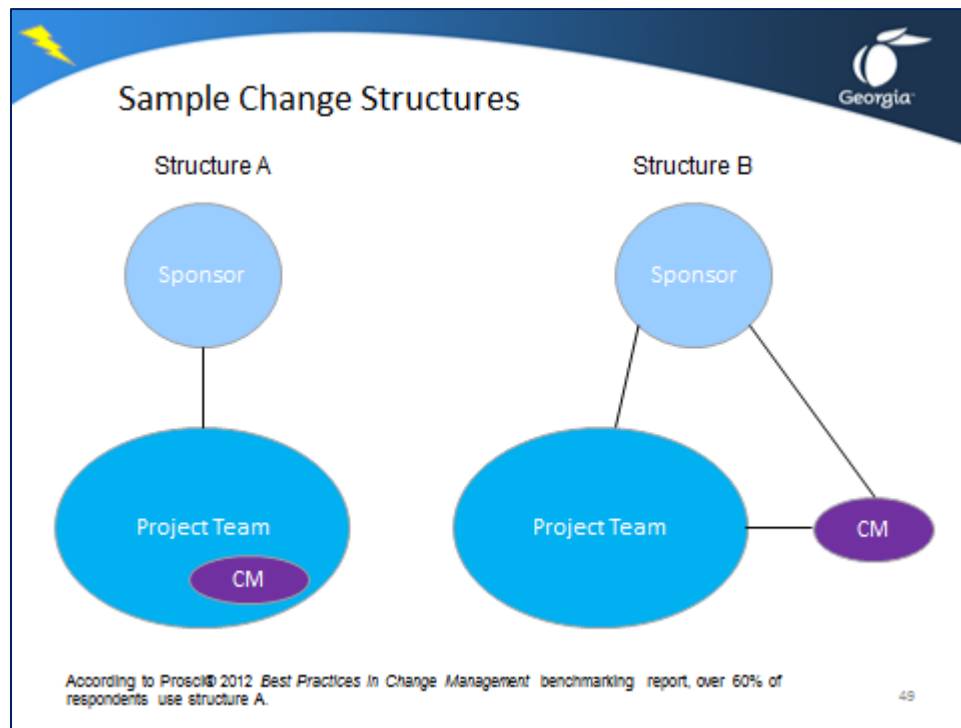 Georgia™
Sample Change Structures
Structure A
Structure B
Sponsor
Sponsor
Project Team
CM
Project Team
CM
According to Prosci® 2012 Best Practices in Change Management benchmarking report, over 60% of
respondents use structure A.
49